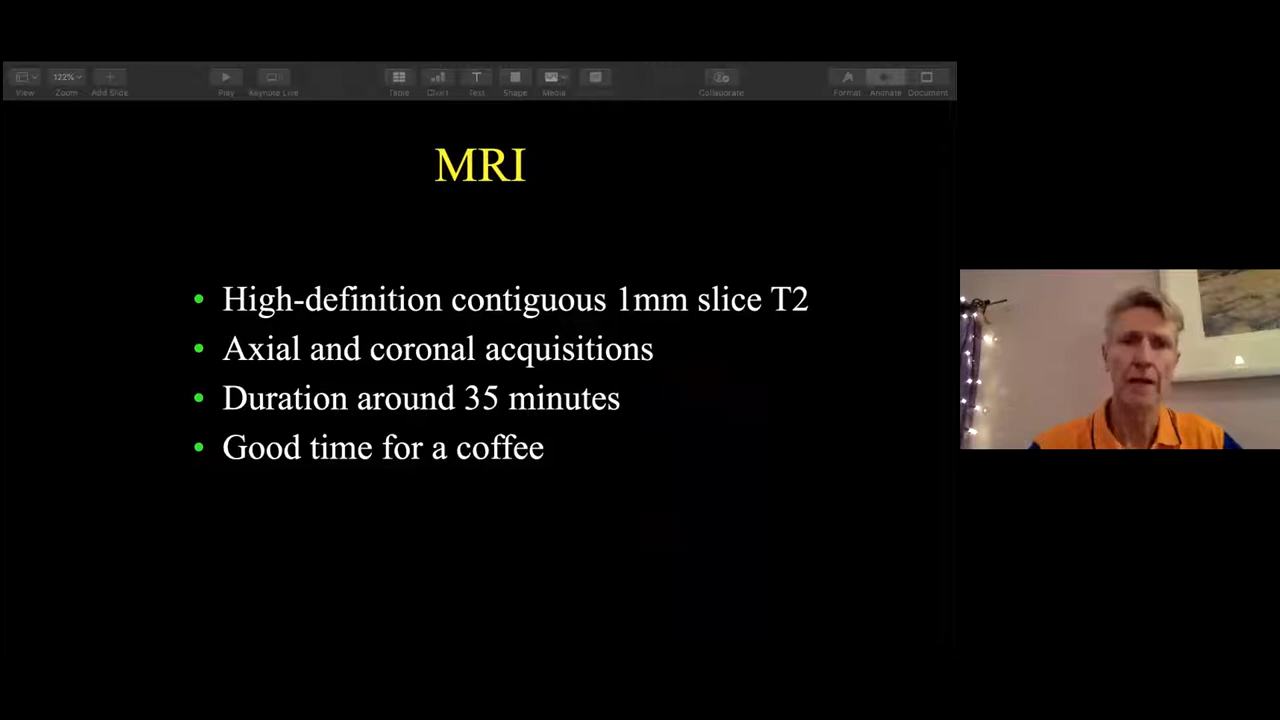 122%
View
Zoom
Add Slide
Play
Keynote Live
Table
Chart
Text
Shape
Media
Collaborate
Format
Animate
Document
MRI
• High-definition contiguous 1mm slice T2
• Axial and coronal acquisitions
• Duration around 35 minutes
• Good time for a coffee